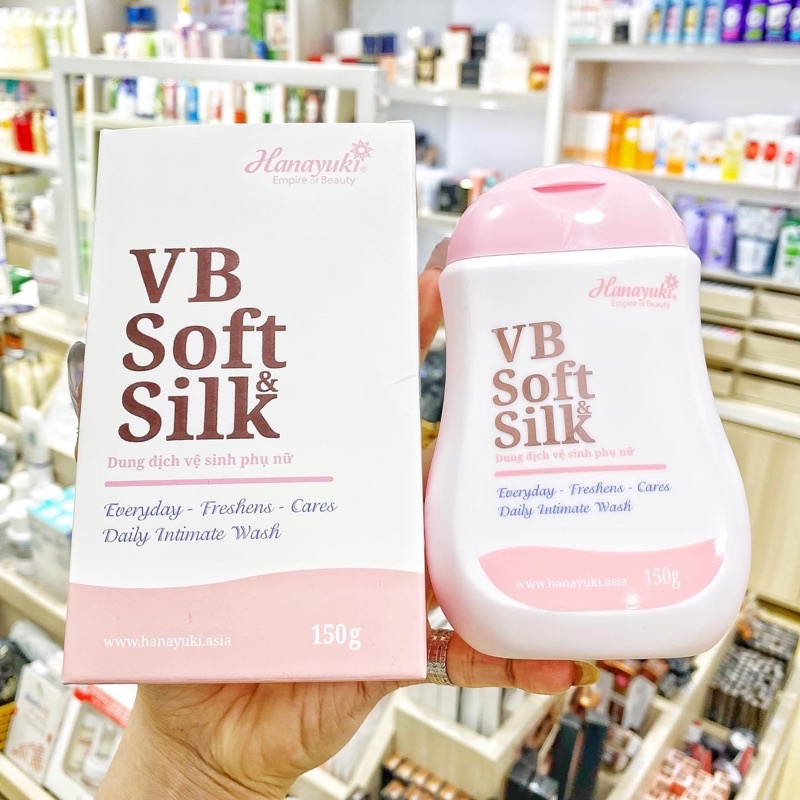 Hanayuki®
Empire of Beauty
VB
Soft
&
Silk
Dung dịch vệ sinh phụ nữ
Everyday - Freshens - Cares
Daily Intimate Wash
www.hanayuki.asia
150g
Hanayuki®
Empire of Beauty
VB
Soft
&
Silk
Dung dịch vệ sinh phụ nữ
Everyday - Freshens - Cares
Daily Intimate Wash
www.hanayuki.asia
150g